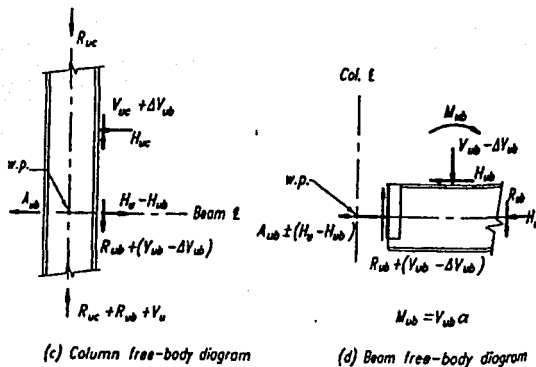 R_uc
V_uc + ΔV_ub
H_uc
w.p.
A_ub
H_u − H_ub
Beam ℄
R_ub + (V_ub − ΔV_ub)
R_uc + R_ub + V_u
(c) Column free-body diagram
Col. ℄
M_ub
V_ub − ΔV_ub
H_ub
R_ub
w.p.
A_ub ± (H_u − H_ub)
R_ub + (V_ub − ΔV_ub)
M_ub = V_ub α
(d) Beam free-body diagram